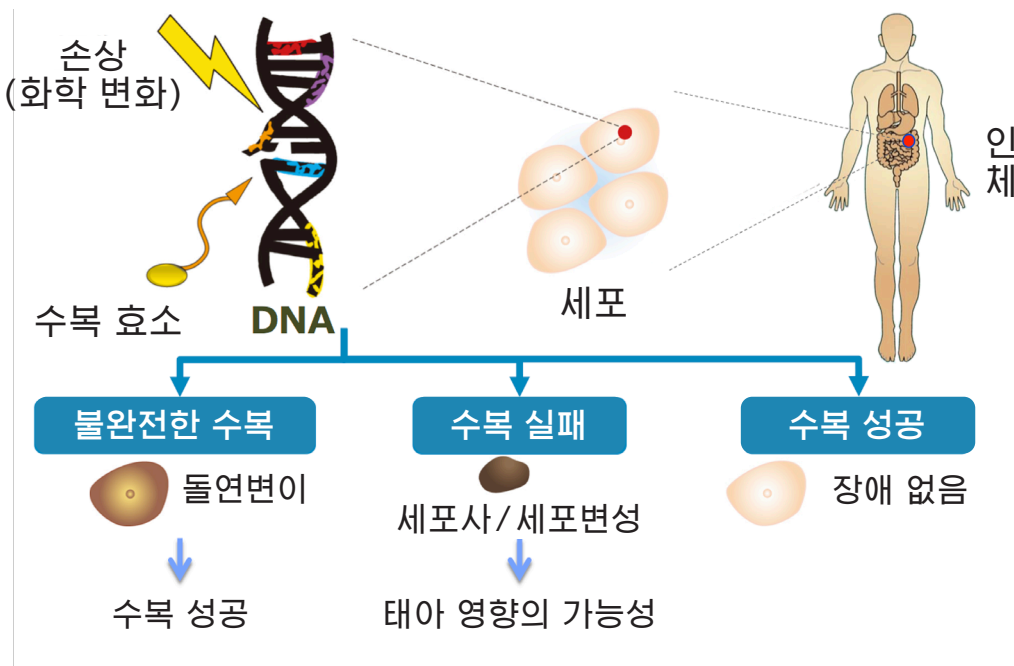 손상
(화학 변화)
인
체
세포
수복 효소
DNA
불완전한 수복
수복 실패
수복 성공
돌연변이
세포사/세포변성
장애 없음
수복 성공
태아 영향의 가능성